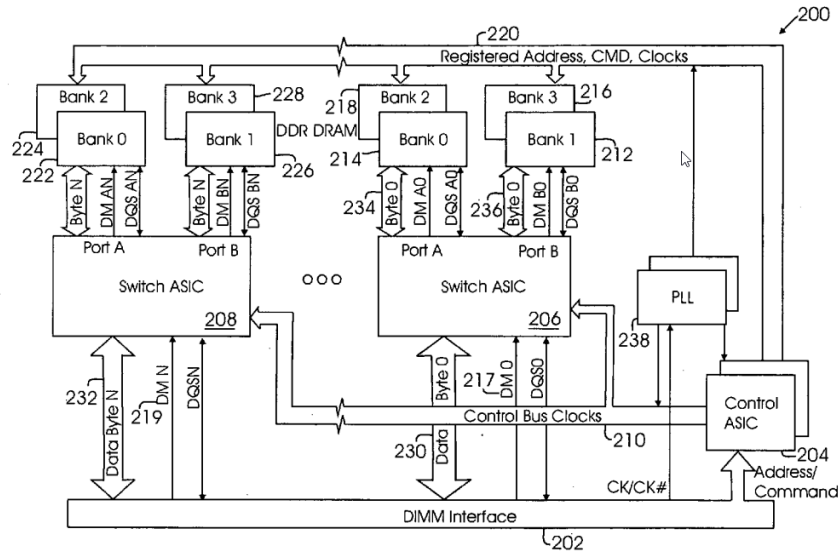 200
220
Registered Address, CMD, Clocks
Bank 2
Bank 0
224
222
Bank 3
228
Bank 1
226
DDR DRAM
218
Bank 2
Bank 0
214
Bank 3
216
Bank 1
212
Byte N
DM AN
DQS AN
Byte N
DM BN
DQS BN
234
Byte 0
DM A0
DQS A0
236
Byte 0
DM B0
DQS B0
Port A
Port B
Switch ASIC
208
Port A
Port B
Switch ASIC
206
PLL
238
232
Data Byte N
219
DM N
DQSN
230
Data Byte 0
217
DM 0
DQS0
Control Bus Clocks
210
Control
ASIC
204
CK/CK#
Address/
Command
DIMM Interface
202